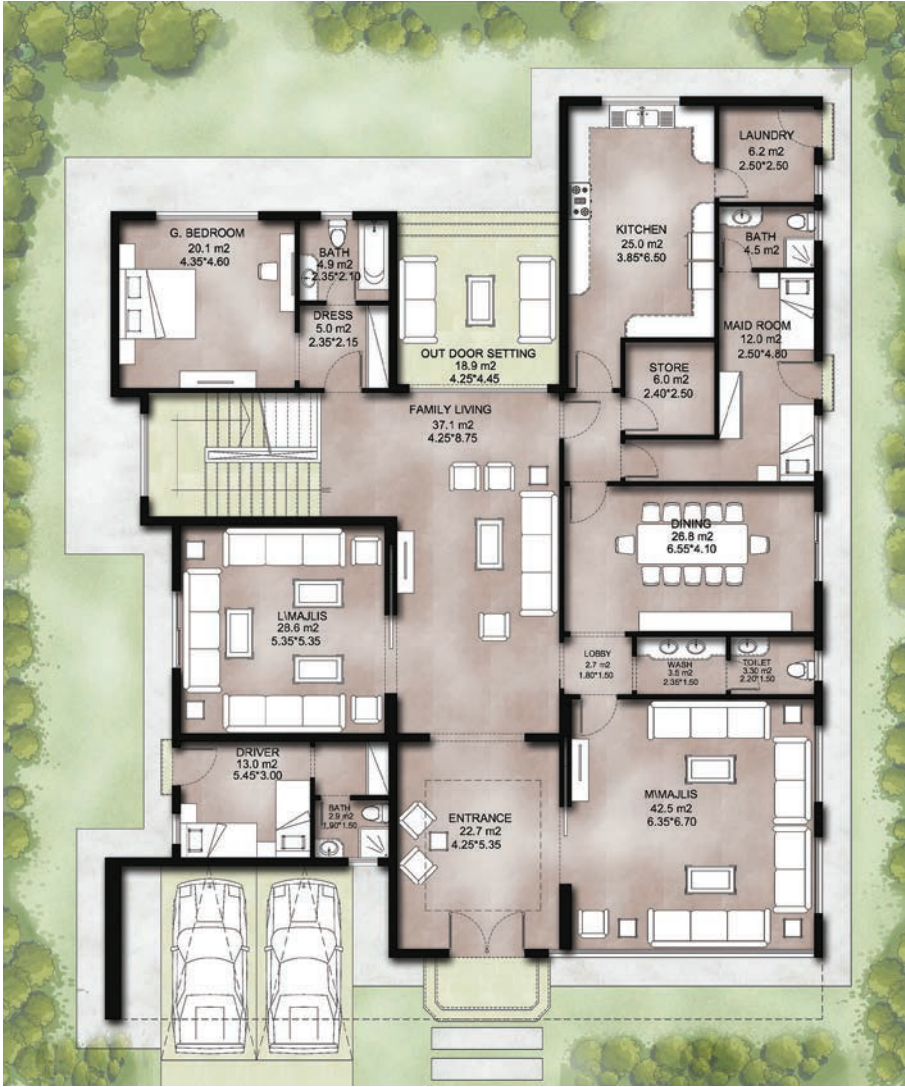 LAUNDRY
6.2 m2
2.50*2.50
G. BEDROOM
20.1 m2
4.35*4.60
BATH
4.9 m2
2.35*2.10
KITCHEN
25.0 m2
3.85*6.50
BATH
4.5 m2
DRESS
5.0 m2
2.35*2.15
MAID ROOM
12.0 m2
2.50*4.80
OUT DOOR SETTING
18.9 m2
4.25*4.45
STORE
6.0 m2
2.40*2.50
FAMILY LIVING
37.1 m2
4.25*8.75
DINING
26.8 m2
6.55*4.10
L\MAJLIS
28.6 m2
5.35*5.35
LOBBY
2.7 m2
1.80*1.50
WASH
3.5 m2
2.35*1.50
TOILET
3.30 m2
2.20*1.50
DRIVER
13.0 m2
5.45*3.00
BATH
2.9 m2
1.90*1.50
ENTRANCE
22.7 m2
4.25*5.35
M\MAJLIS
42.5 m2
6.35*6.70